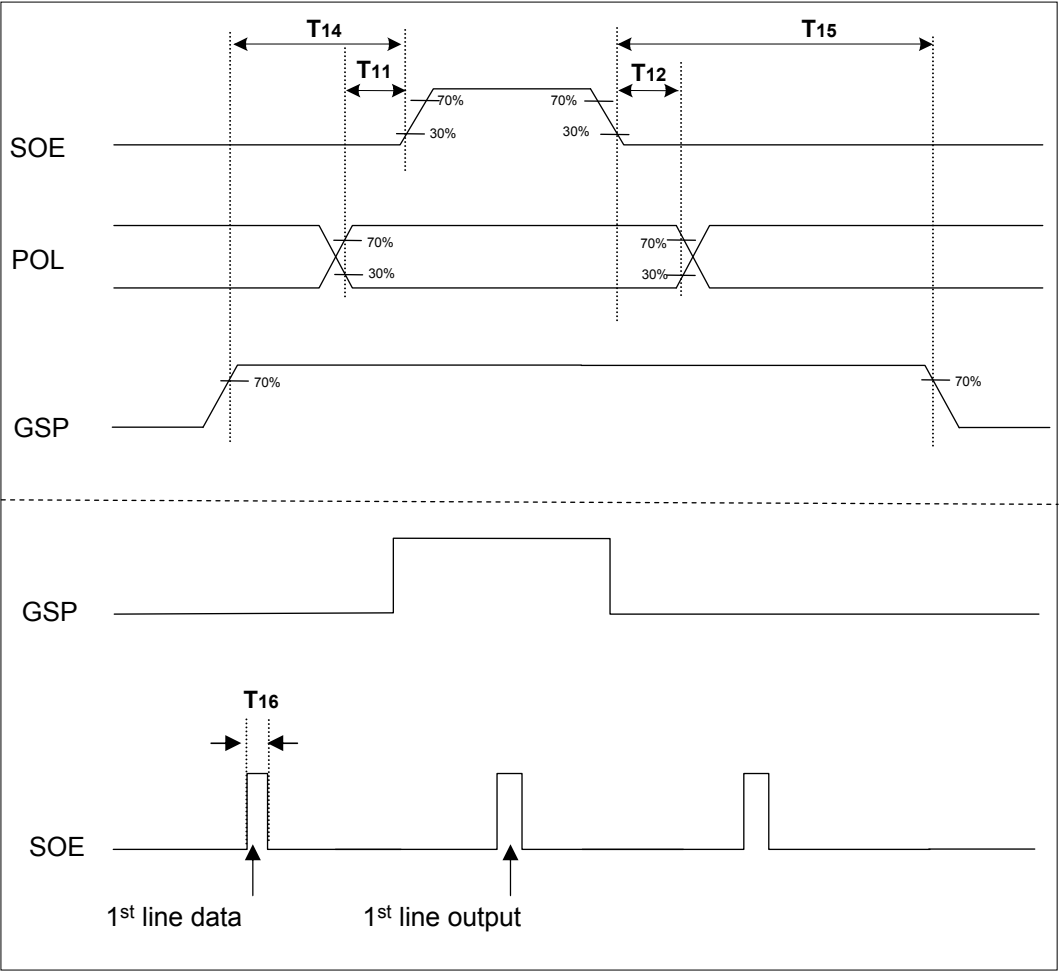 T14
T15
T11
T12
70%
70%
SOE
30%
30%
POL
70%
70%
30%
30%
70%
70%
GSP
GSP
T16
SOE
1st line data
1st line output